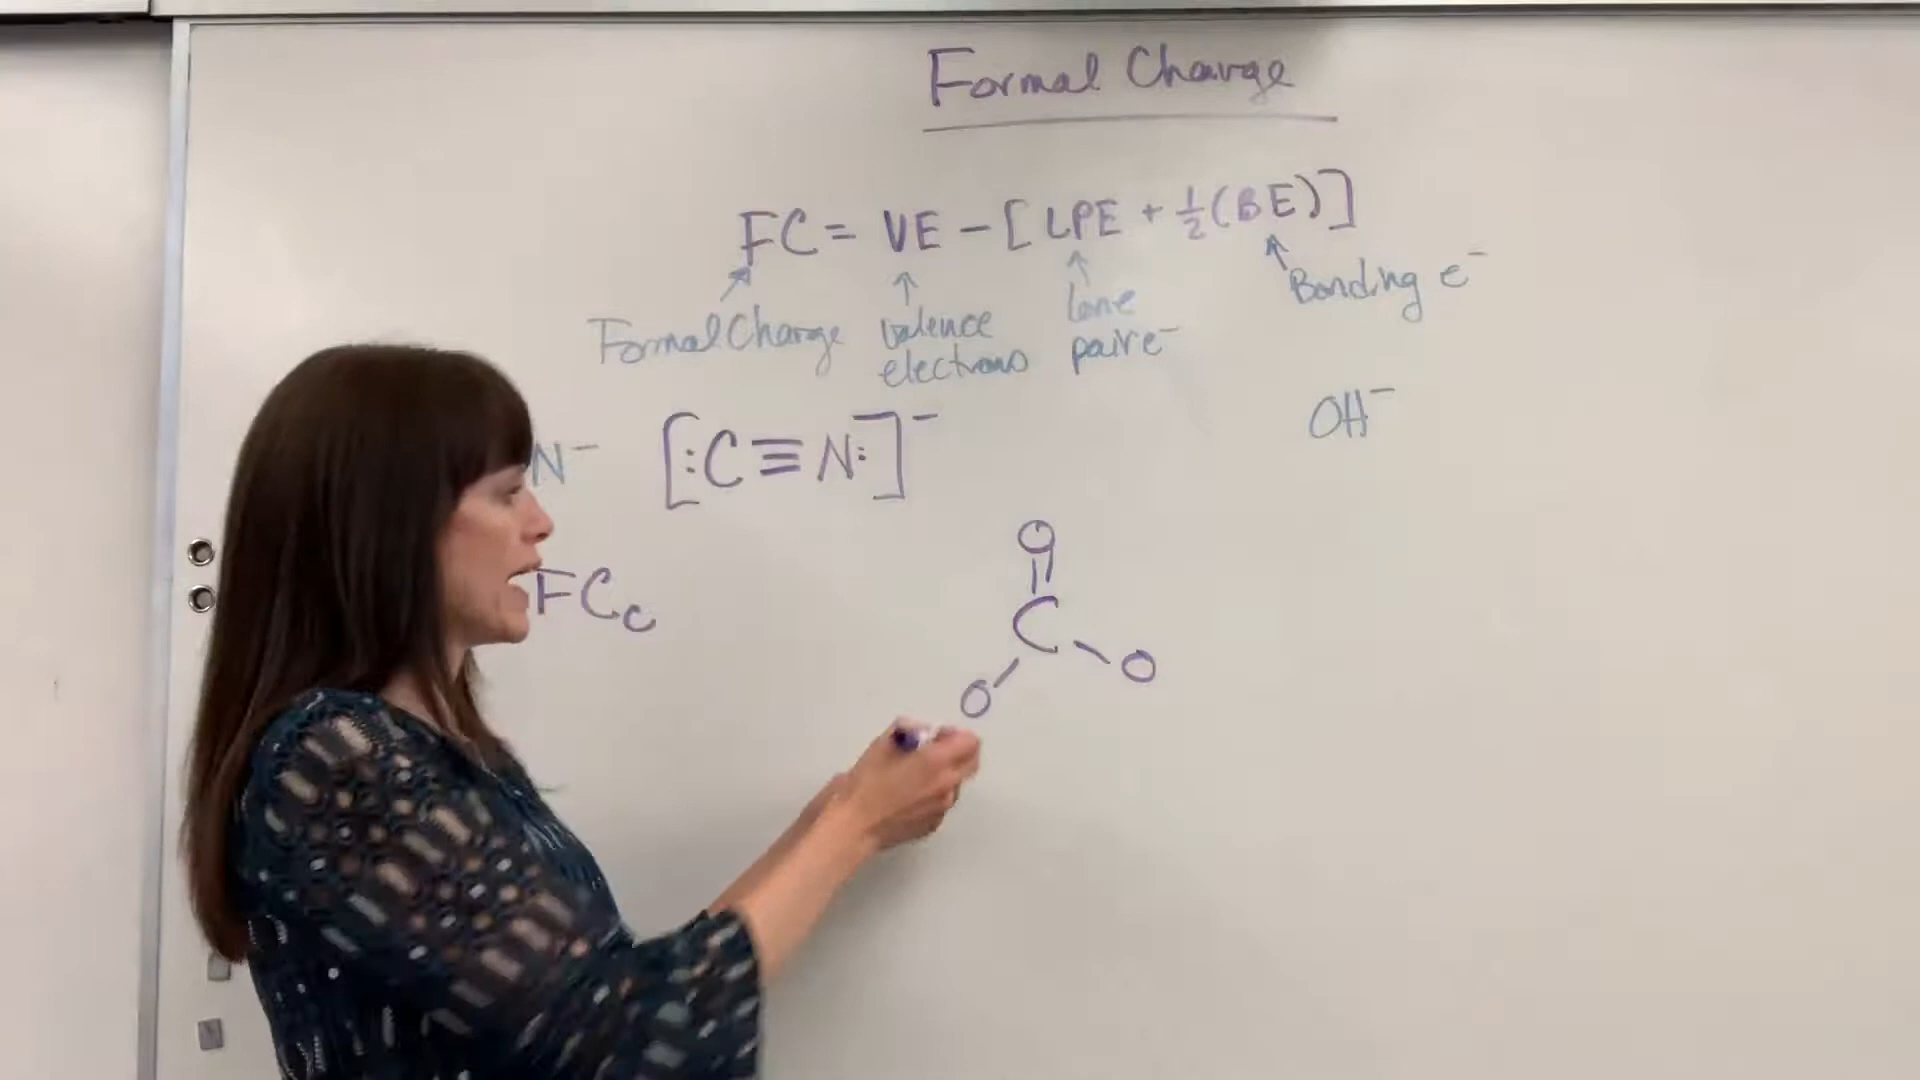 Formal Charge
FC = VE - [LPE + 1/2 (BE)]
Formal Charge
valence
electrons
lone
pair e⁻
Bonding e⁻
N⁻
[:C≡N:]⁻
OH⁻
FCc
O
C
O
O